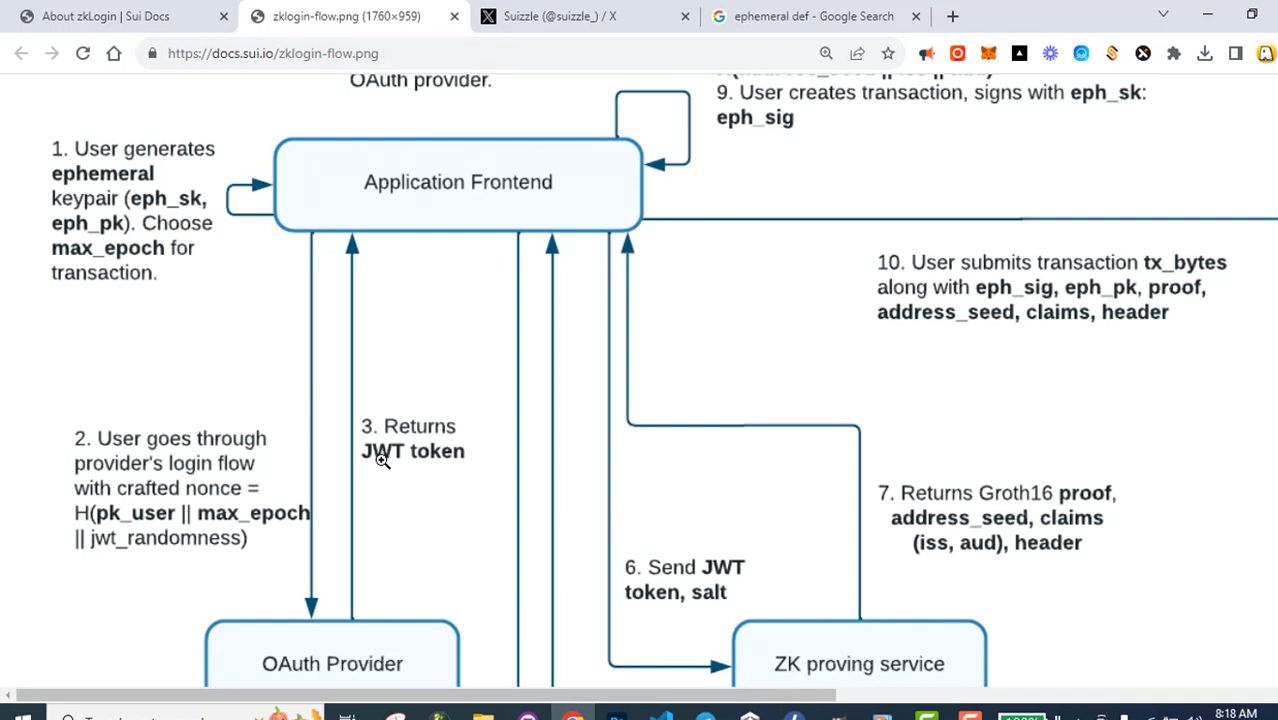 About zkLogin | Sui Docs
zklogin-flow.png (1760×959)
Suizzle (@suizzle_) / X
ephemeral def - Google Search
https://docs.sui.io/zklogin-flow.png
OAuth provider.
9. User creates transaction, signs with eph_sk:
eph_sig
1. User generates
ephemeral
keypair (eph_sk,
eph_pk). Choose
max_epoch for
transaction.
Application Frontend
10. User submits transaction tx_bytes
along with eph_sig, eph_pk, proof,
address_seed, claims, header
3. Returns
JWT token
2. User goes through
provider's login flow
with crafted nonce =
H(pk_user || max_epoch
|| jwt_randomness)
7. Returns Groth16 proof,
address_seed, claims
(iss, aud), header
6. Send JWT
token, salt
OAuth Provider
ZK proving service
100%
8:18 AM